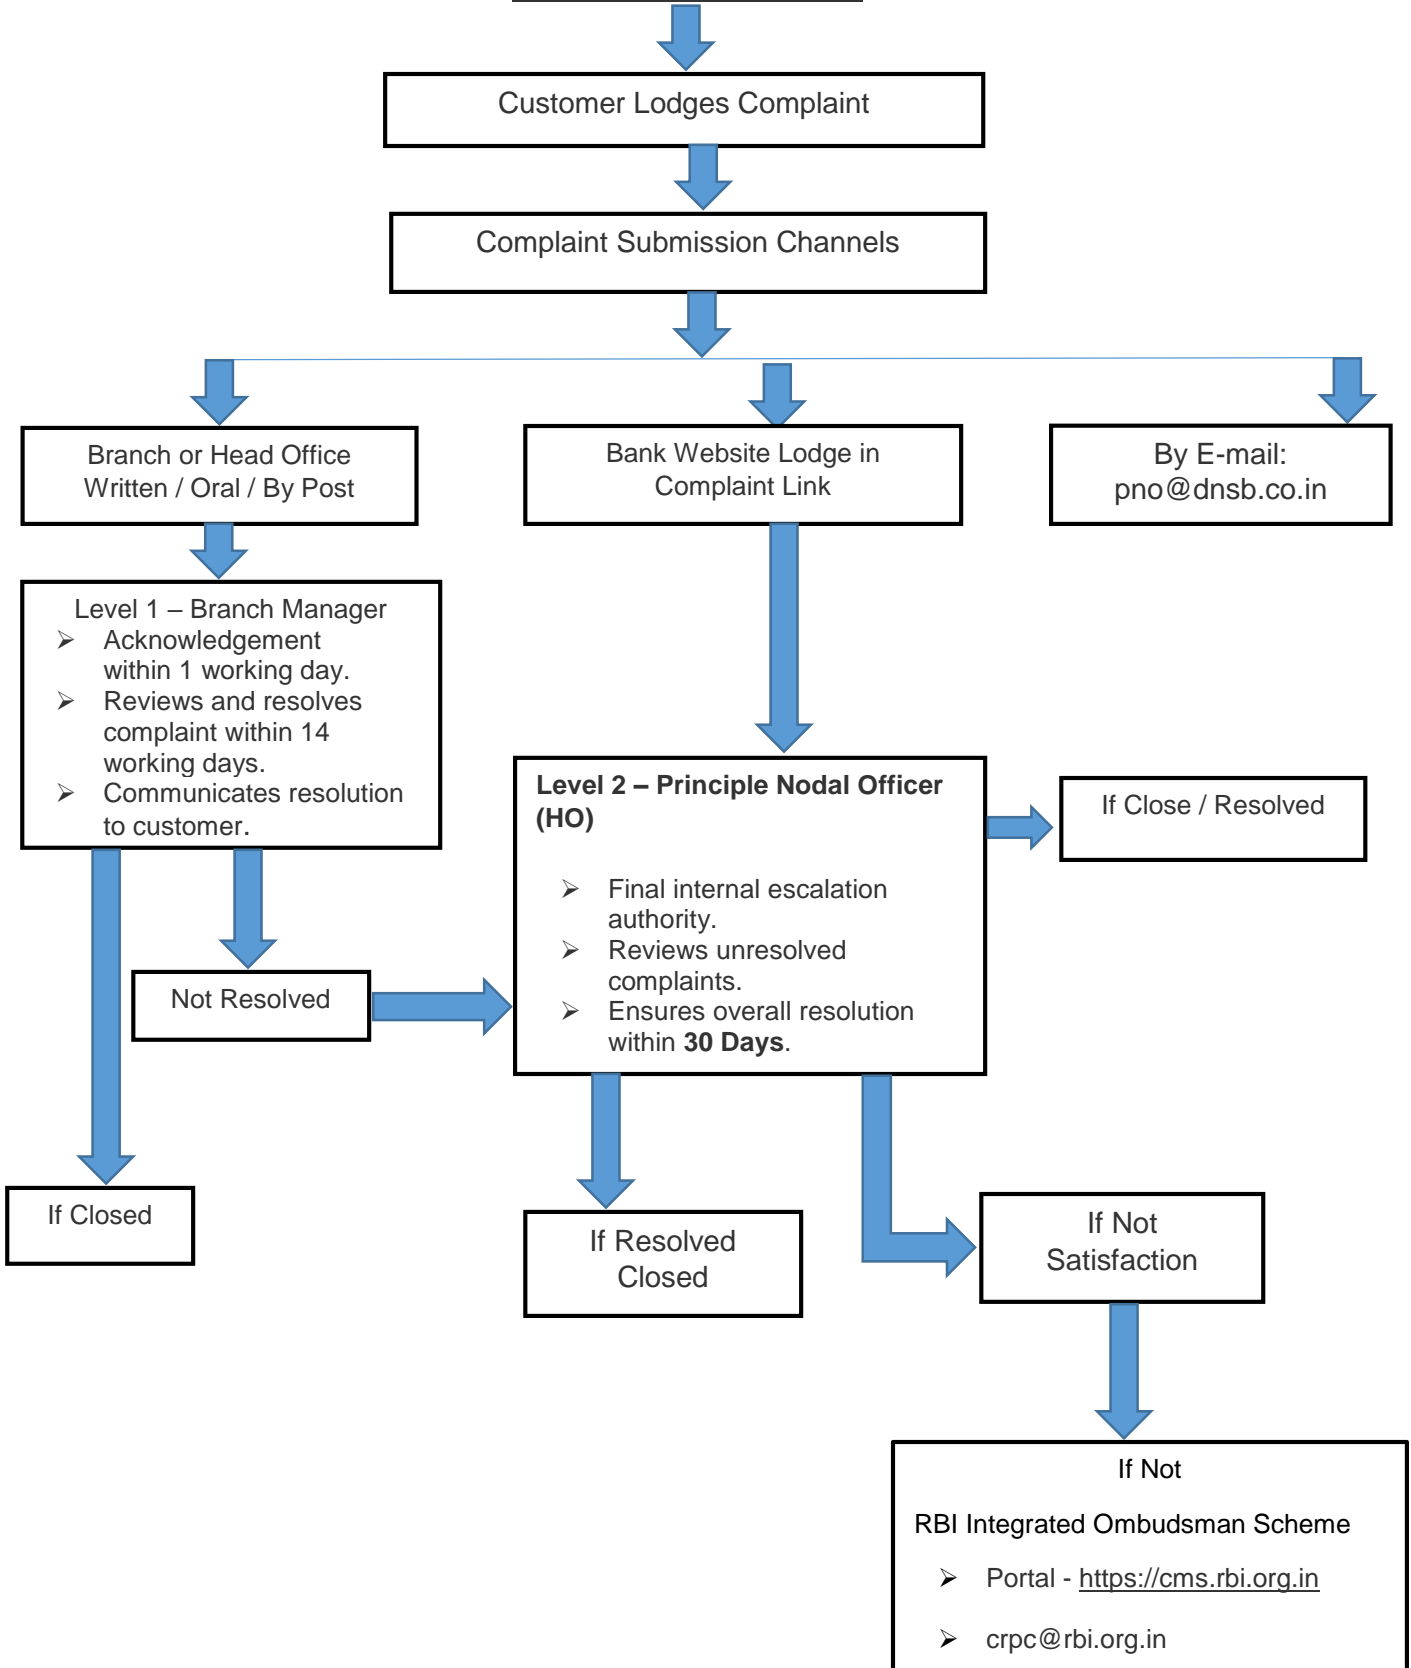 Customer Lodges Complaint
Complaint Submission Channels
Branch or Head Office
Written / Oral / By Post
Bank Website Lodge in
Complaint Link
By E-mail:
pno@dnsb.co.in
Level 1 – Branch Manager
➢ Acknowledgement
within 1 working day.
➢ Reviews and resolves
complaint within 14
working days.
➢ Communicates resolution
to customer.
Level 2 – Principle Nodal Officer
(HO)
➢ Final internal escalation
authority.
➢ Reviews unresolved
complaints.
➢ Ensures overall resolution
within 30 Days.
If Close / Resolved
Not Resolved
If Closed
If Resolved
Closed
If Not
Satisfaction
If Not
RBI Integrated Ombudsman Scheme
➢ Portal - https://cms.rbi.org.in
➢ crpc@rbi.org.in